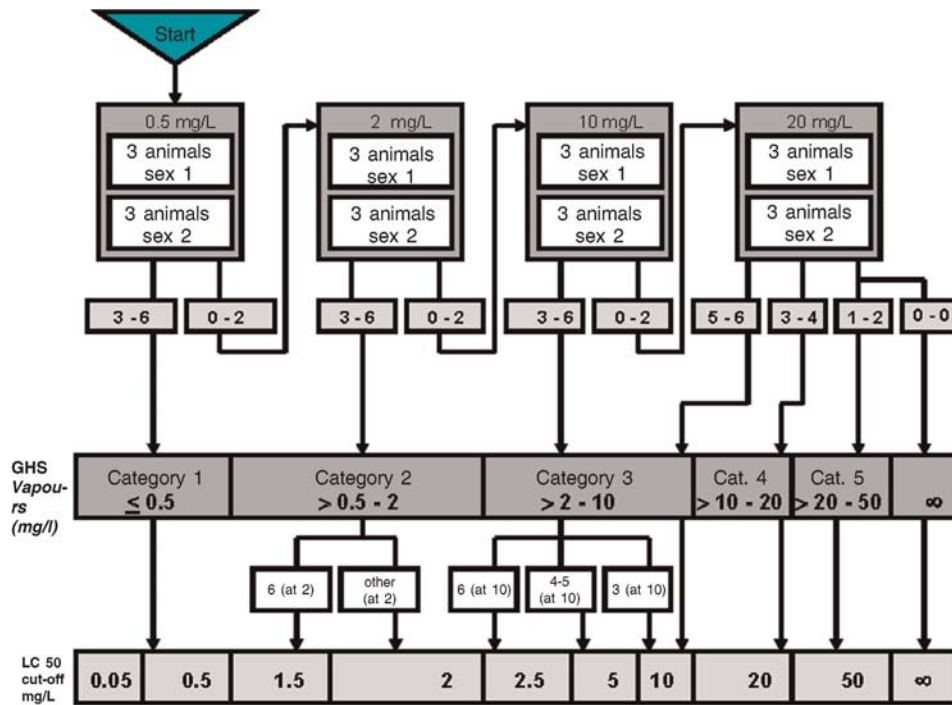 Start
0.5 mg/L
2 mg/L
10 mg/L
20 mg/L
3 animals
sex 1
3 animals
sex 1
3 animals
sex 1
3 animals
sex 1
3 animals
sex 2
3 animals
sex 2
3 animals
sex 2
3 animals
sex 2
3 - 6
0 - 2
3 - 6
0 - 2
3 - 6
0 - 2
5 - 6
3 - 4
1 - 2
0 - 0
GHS
Vapou-
rs
(mg/l)
Category 1
≤ 0.5
Category 2
> 0.5 - 2
Category 3
> 2 - 10
Cat. 4
> 10 - 20
Cat. 5
> 20 - 50
∞
6 (at 2)
other
(at 2)
6 (at 10)
4-5
(at 10)
3 (at 10)
LC 50
cut-off
mg/L
0.05
0.5
1.5
2
2.5
5
10
20
50
∞